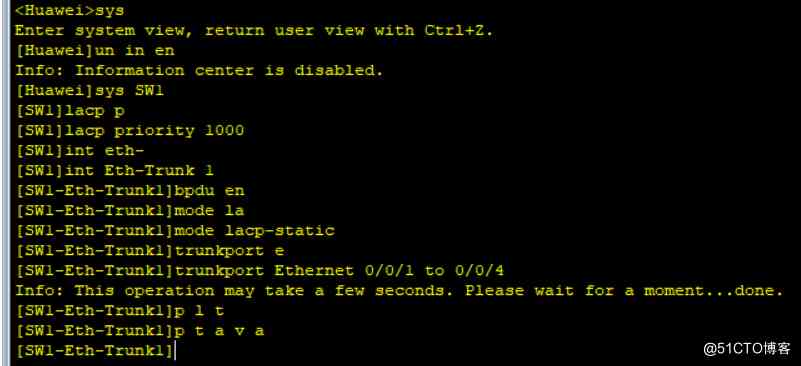 <Huawei>sys
Enter system view, return user view with Ctrl+Z.
[Huawei]un in en
Info: Information center is disabled.
[Huawei]sys SW1
[SW1]lacp p
[SW1]lacp priority 1000
[SW1]int eth-
[SW1]int Eth-Trunk 1
[SW1-Eth-Trunk1]bpdu en
[SW1-Eth-Trunk1]mode la
[SW1-Eth-Trunk1]mode lacp-static
[SW1-Eth-Trunk1]trunkport e
[SW1-Eth-Trunk1]trunkport Ethernet 0/0/1 to 0/0/4
Info: This operation may take a few seconds. Please wait for a moment...done.
[SW1-Eth-Trunk1]p l t
[SW1-Eth-Trunk1]p t a v a
[SW1-Eth-Trunk1]
@51CTO博客